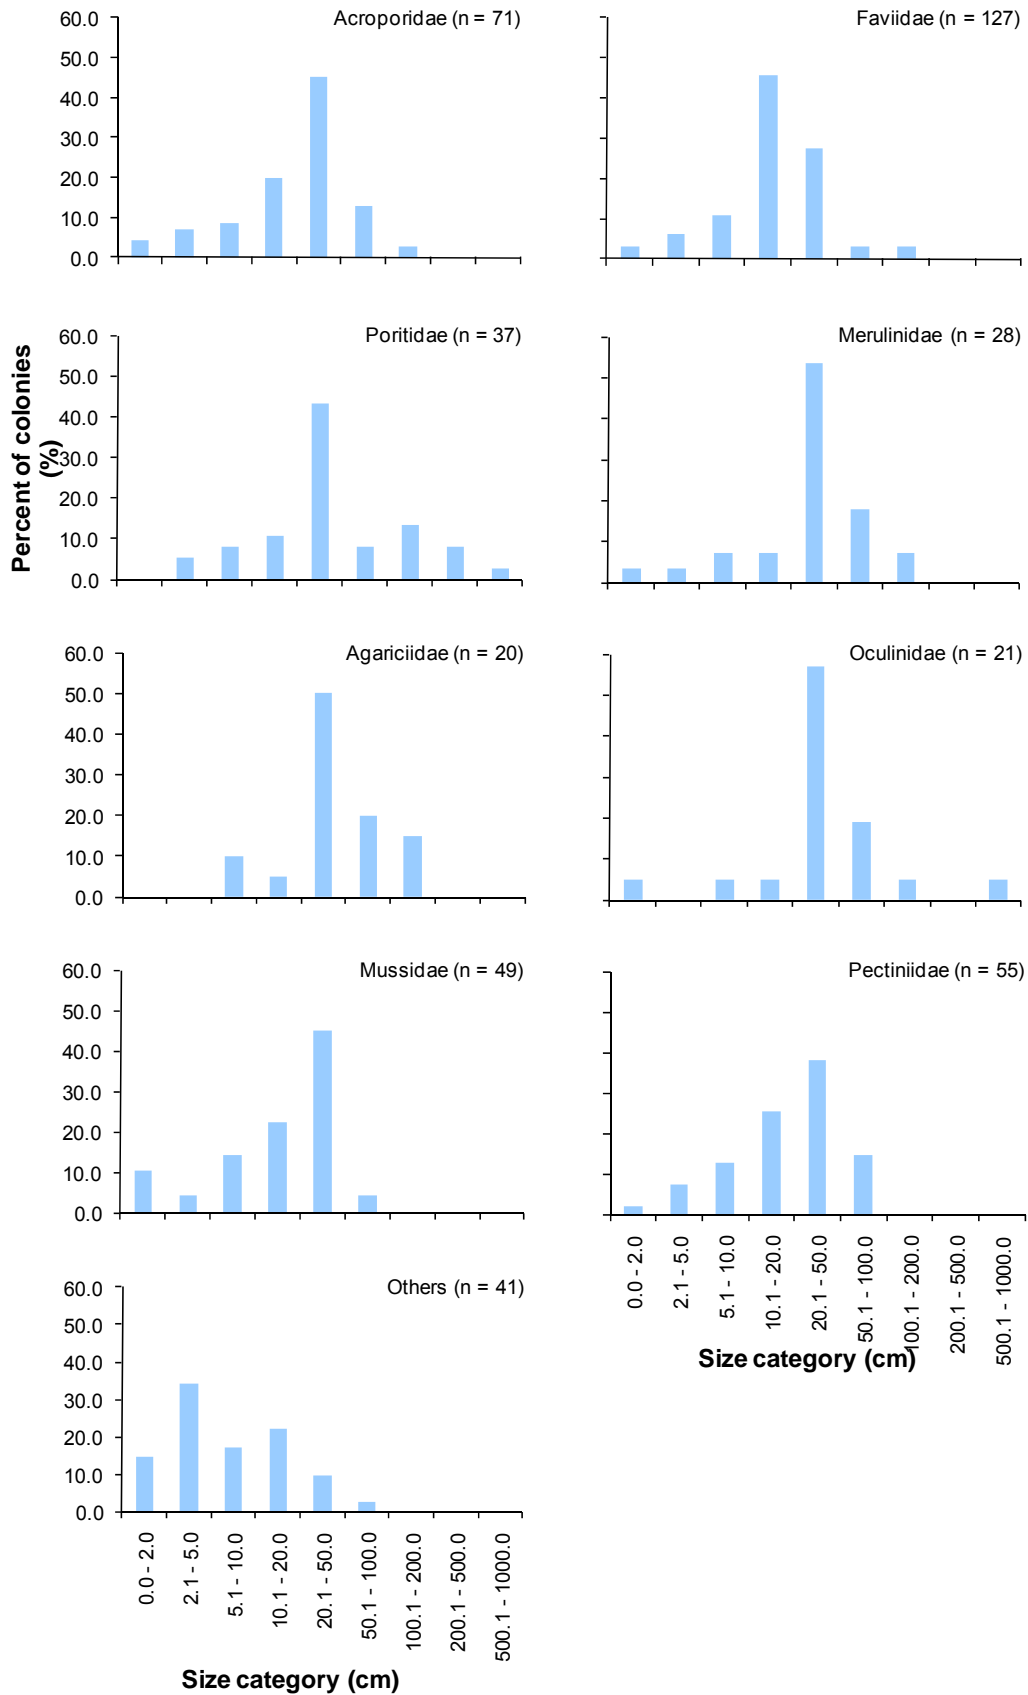 Acroporidae (n = 71)
60.0
50.0
40.0
30.0
20.0
10.0
0.0
Faviidae (n = 127)
Percent of colonies
(%)
Poritidae (n = 37)
60.0
50.0
40.0
30.0
20.0
10.0
0.0
Merulinidae (n = 28)
Agariciidae (n = 20)
60.0
50.0
40.0
30.0
20.0
10.0
0.0
Oculinidae (n = 21)
Mussidae (n = 49)
60.0
50.0
40.0
30.0
20.0
10.0
0.0
Pectiniidae (n = 55)
0.0 - 2.0
2.1 - 5.0
5.1 - 10.0
10.1 - 20.0
20.1 - 50.0
50.1 - 100.0
100.1 - 200.0
200.1 - 500.0
500.1 - 1000.0
Size category (cm)
Others (n = 41)
60.0
50.0
40.0
30.0
20.0
10.0
0.0
0.0 - 2.0
2.1 - 5.0
5.1 - 10.0
10.1 - 20.0
20.1 - 50.0
50.1 - 100.0
100.1 - 200.0
200.1 - 500.0
500.1 - 1000.0
Size category (cm)